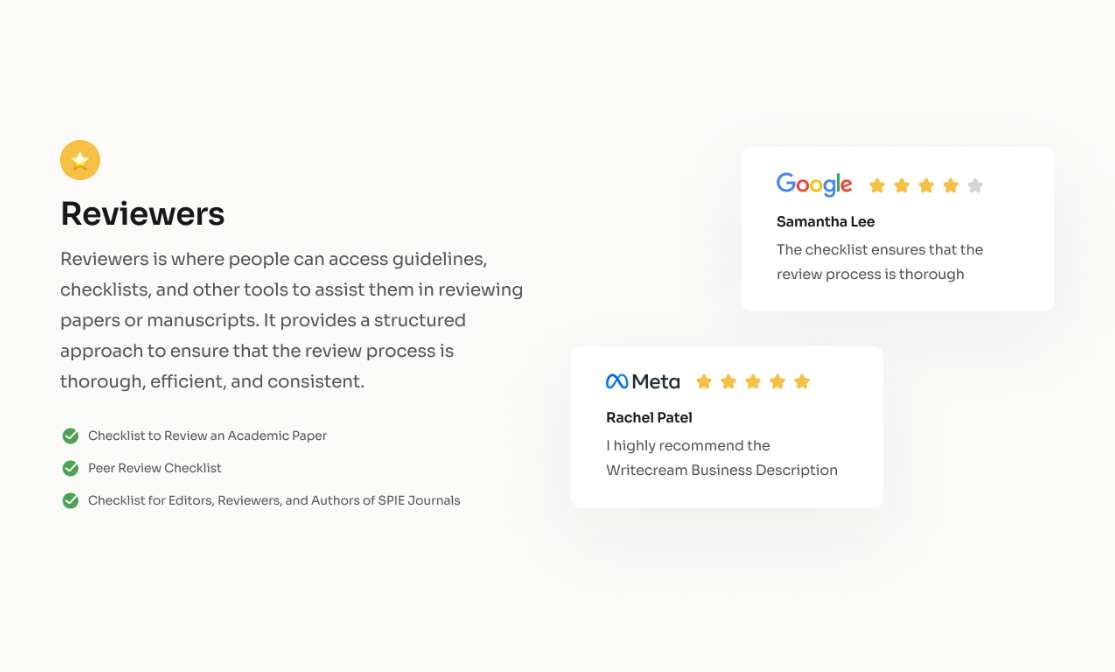 Reviewers
Reviewers is where people can access guidelines,
checklists, and other tools to assist them in reviewing
papers or manuscripts. It provides a structured
approach to ensure that the review process is
thorough, efficient, and consistent.
Checklist to Review an Academic Paper
Peer Review Checklist
Checklist for Editors, Reviewers, and Authors of SPIE Journals
Google
Samantha Lee
The checklist ensures that the
review process is thorough
Meta
Rachel Patel
I highly recommend the
Writecream Business Description